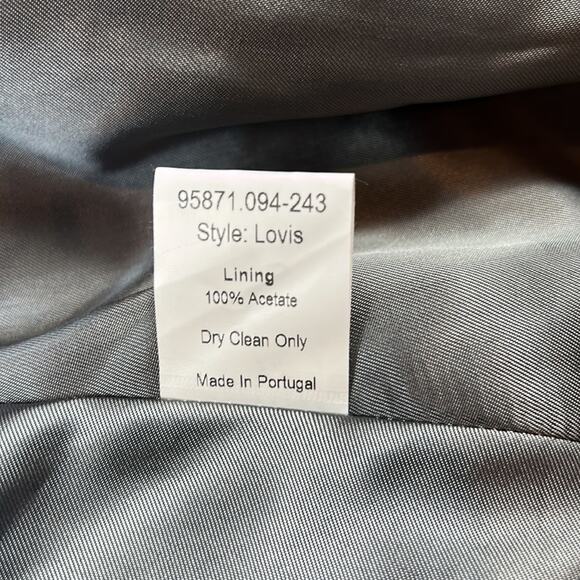 95871.094-243
Style: Lovis
Lining
100% Acetate
Dry Clean Only
Made In Portugal